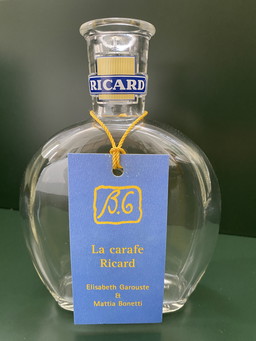 RICARD
B.G
La carafe
Ricard
Elisabeth Garouste
&
Mattia Bonetti